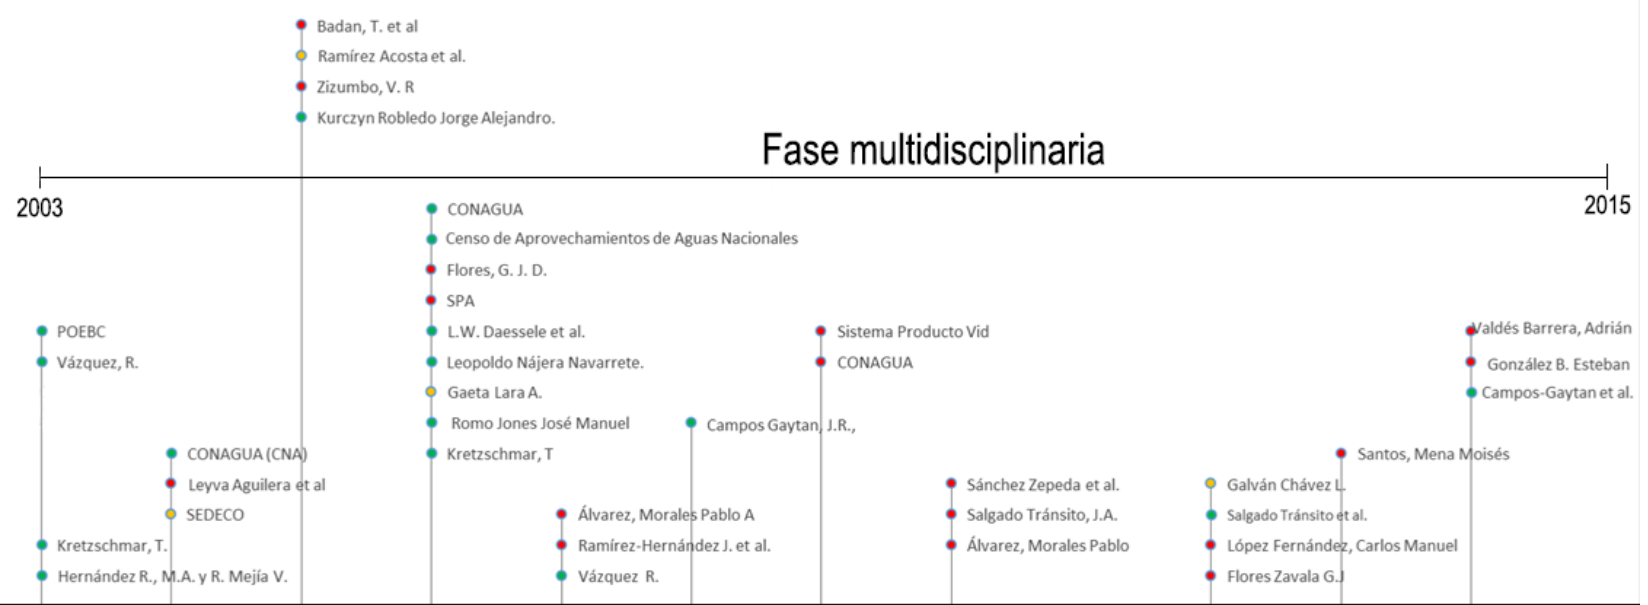 Badan, T. et al
Ramírez Acosta et al.
Zizumbo, V. R
Kurczyn Robledo Jorge Alejandro.
Fase multidisciplinaria
2003
2015
CONAGUA
Censo de Aprovechamientos de Aguas Nacionales
Flores, G. J. D.
SPA
L.W. Daessele et al.
Leopoldo Nájera Navarrete.
Gaeta Lara A.
Romo Jones José Manuel
Kretzschmar, T
POEBC
Vázquez, R.
Kretzschmar, T.
Hernández R., M.A. y R. Mejía V.
CONAGUA (CNA)
Leyva Aguilera et al
SEDECO
Álvarez, Morales Pablo A
Ramírez-Hernández J. et al.
Vázquez R.
Campos Gaytan, J.R.,
Sistema Producto Vid
CONAGUA
Sánchez Zepeda et al.
Salgado Tránsito, J.A.
Álvarez, Morales Pablo
Galván Chávez L.
Salgado Tránsito et al.
López Fernández, Carlos Manuel
Flores Zavala G.J
Santos, Mena Moisés
Valdés Barrera, Adrián
González B. Esteban
Campos-Gaytan et al.